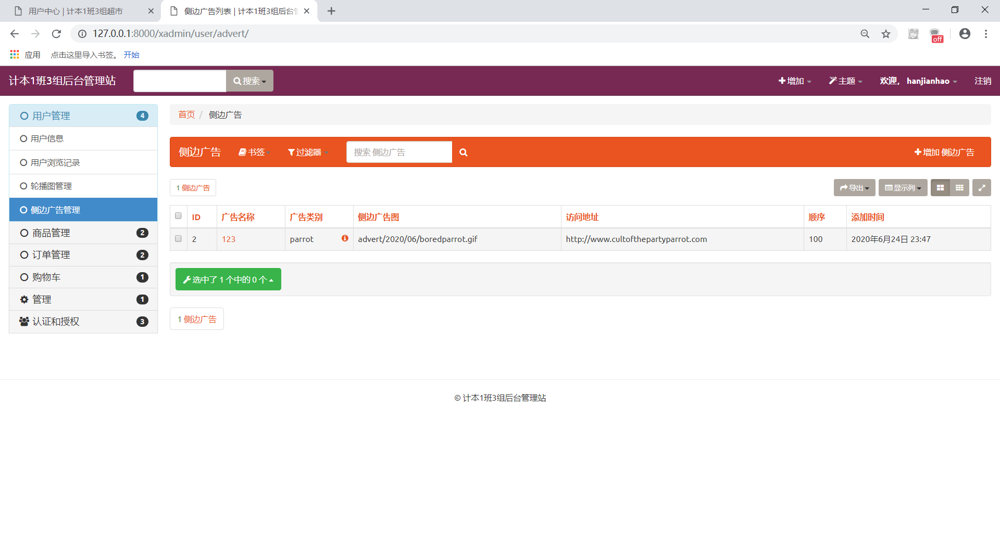 用户中心 | 计本1班3组超市
侧边广告列表 | 计本1班3组后台管
127.0.0.1:8000/xadmin/user/advert/
off
应用 点击这里导入书签。 开始
计本1班3组后台管理站 搜索 增加 主题 欢迎, hanjianhao 注销
用户管理 4
用户信息
用户浏览记录
轮播图管理
侧边广告管理
商品管理 2
订单管理 2
购物车 1
管理 1
认证和授权 3
首页 / 侧边广告
侧边广告 书签 过滤器 搜索 侧边广告 增加 侧边广告
1 侧边广告 导出 显示列
ID 广告名称 广告类别 侧边广告图 访问地址 顺序 添加时间
2 123 parrot advert/2020/06/boredparrot.gif http://www.cultofthepartyparrot.com 100 2020年6月24日 23:47
选中了 1 个中的 0 个
1 侧边广告
© 计本1班3组后台管理站